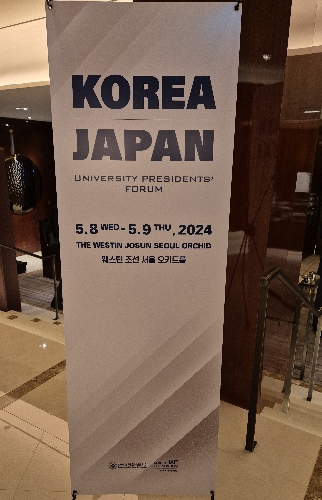 KOREA
JAPAN
UNIVERSITY PRESIDENTS'
FORUM
5.8 WED - 5.9 THU, 2024
THE WESTIN JOSUN SEOUL ORCHID
웨스틴 조선 서울 오키드룸